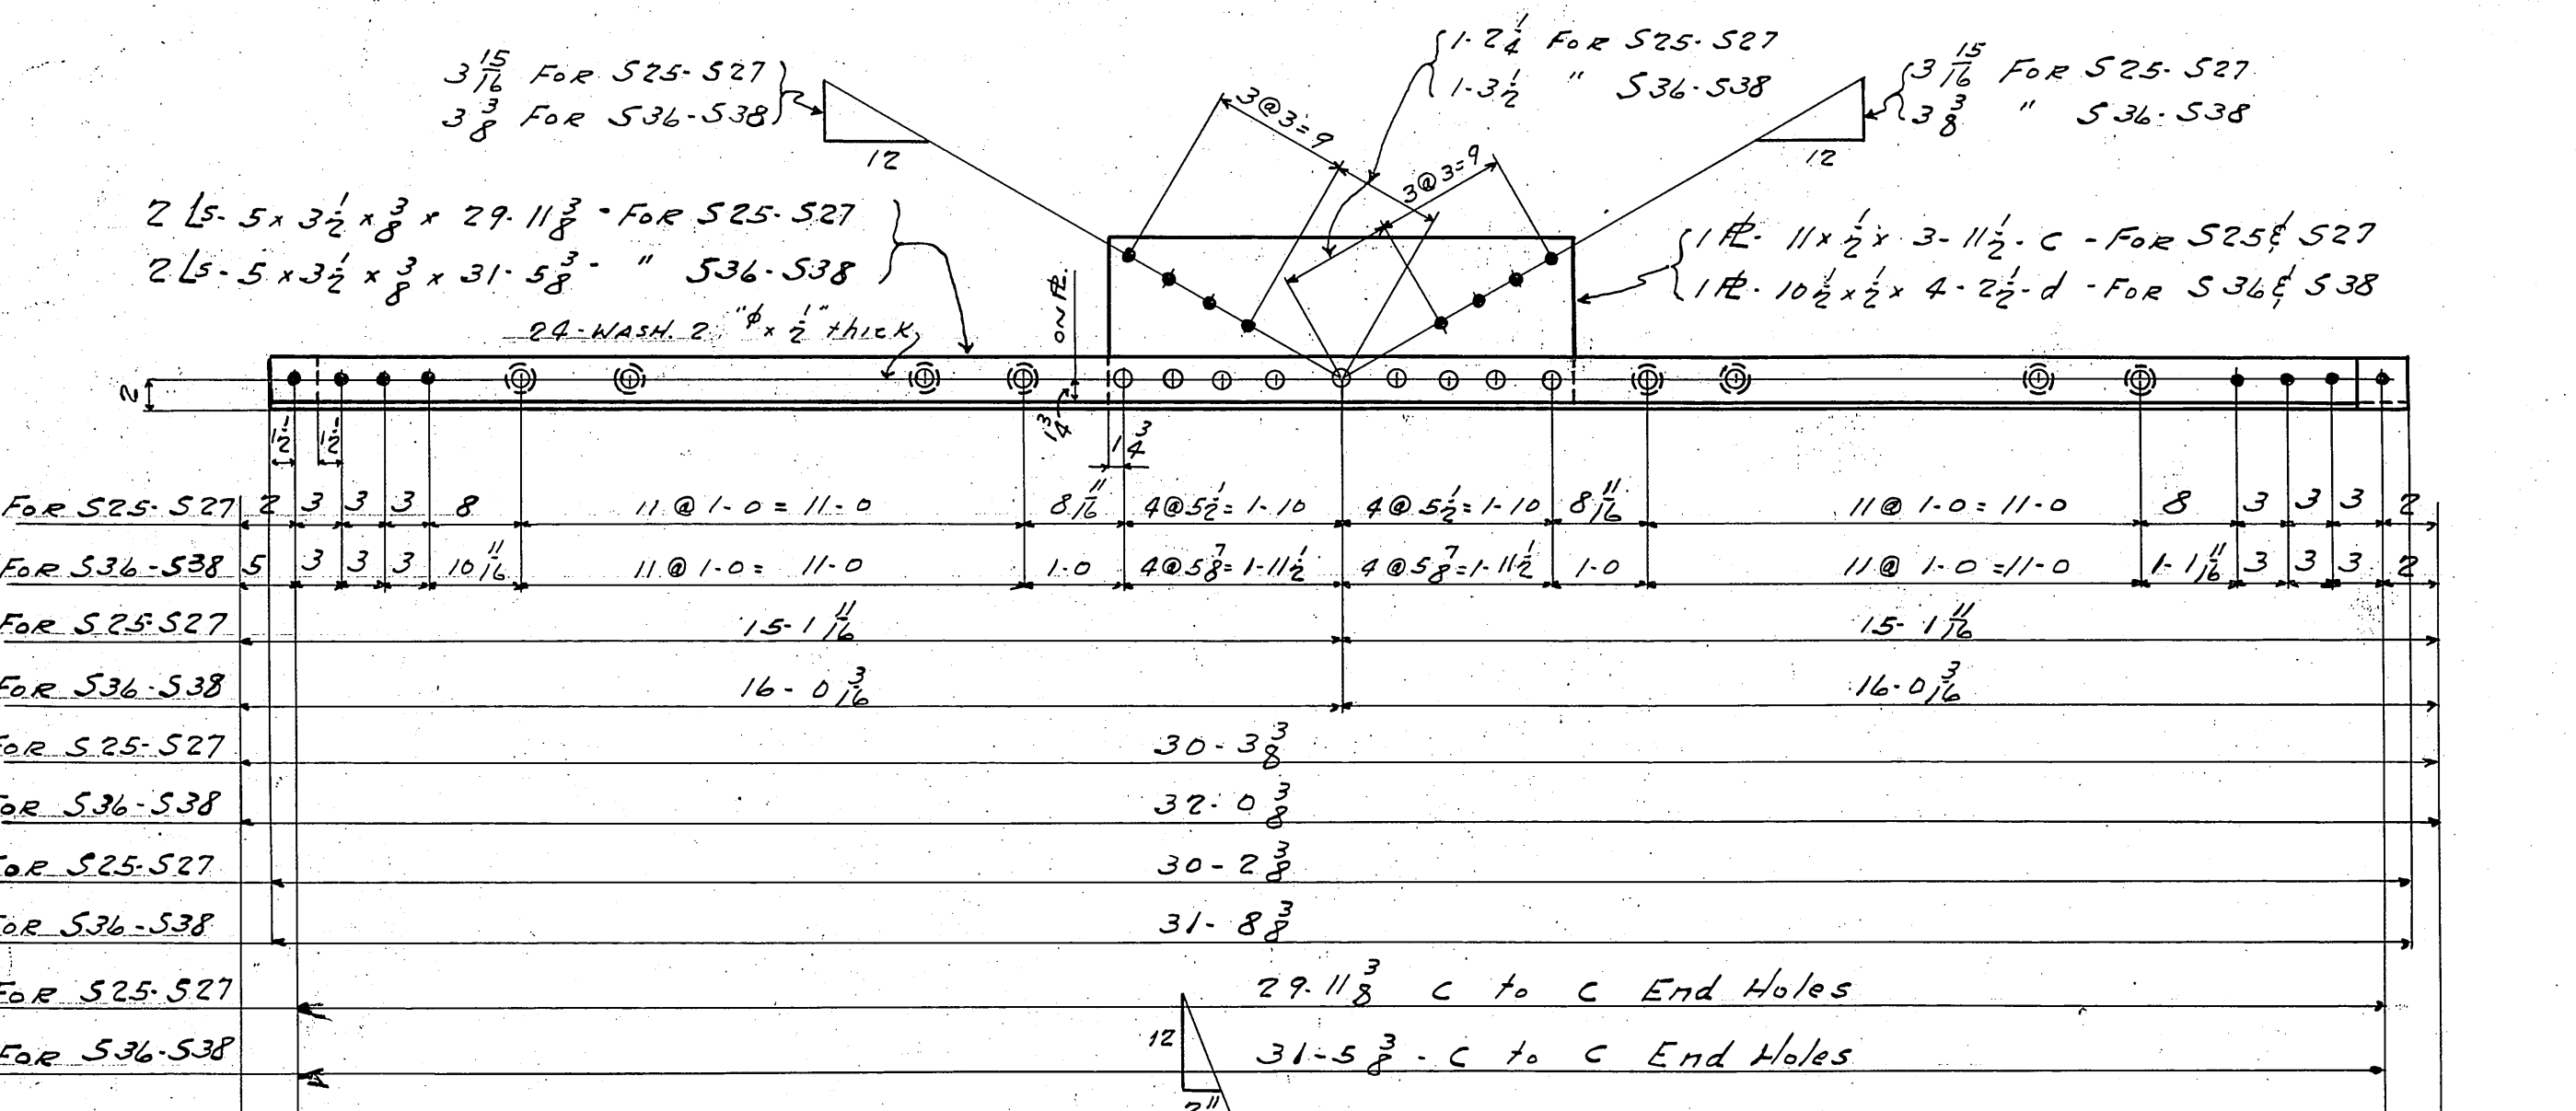 3 15/16 FOR S25-S27
3 3/8 FOR S36-S38
12
1-2 1/4 FOR S25-S27
1-3 1/2 " S36-S38
3@3=9
3@3=9
3 15/16 FOR S25-S27
3 3/8 " S36-S38
12
2 Ls- 5 x 3 1/2 x 3/8 x 29-11 3/8 - FOR S25-S27
2 Ls- 5 x 3 1/2 x 3/8 x 31-5 3/8 - " S36-S38
24-WASH. 2"φ x 1/2" thick
ON PL.
1 PL- 11 x 1/2 x 3-11 1/2 - c - FOR S25 & S27
1 PL- 10 1/2 x 1/2 x 4-2 1/2 - d - FOR S36 & S38
2
1 1/2 1 1/2 1 3/4 1 3/4
FOR S25-S27 2 3 3 3 8 11 @ 1-0 = 11-0 8 11/16 4@5 1/2 = 1-10 4@5 1/2 = 1-10 8 11/16 11 @ 1-0 = 11-0 8 3 3 3 2
FOR S36-S38 5 3 3 3 10 11/16 11 @ 1-0 = 11-0 1-0 4@5 7/8 = 1-11 1/2 4@5 7/8 = 1-11 1/2 1-0 11 @ 1-0 = 11-0 1-1 11/16 3 3 3 2
FOR S25-S27 15-1 11/16 15-1 11/16
FOR S36-S38 16-0 3/16 16-0 3/16
FOR S25-S27 30-3 3/8
FOR S36-S38 32-0 3/8
FOR S25-S27 30-2 3/8
FOR S36-S38 31-8 3/8
FOR S25-S27 29-11 3/8 C to C End Holes
FOR S36-S38 31-5 3/8 - C to C End Holes
12
2"